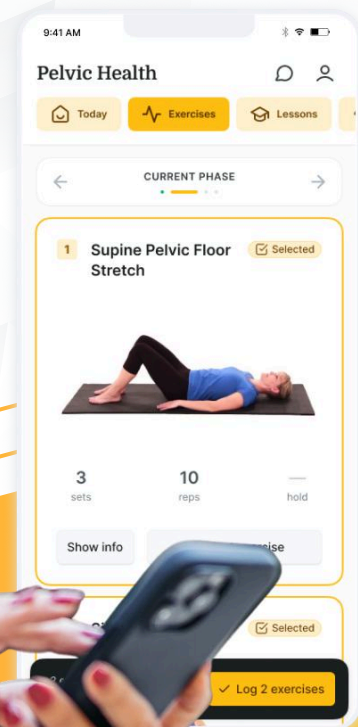 9:41 AM
Pelvic Health
Today
Exercises
Lessons
CURRENT PHASE
1 Supine Pelvic Floor
Stretch
Selected
3 10 —
sets reps hold
Show info
Selected
Log 2 exercises